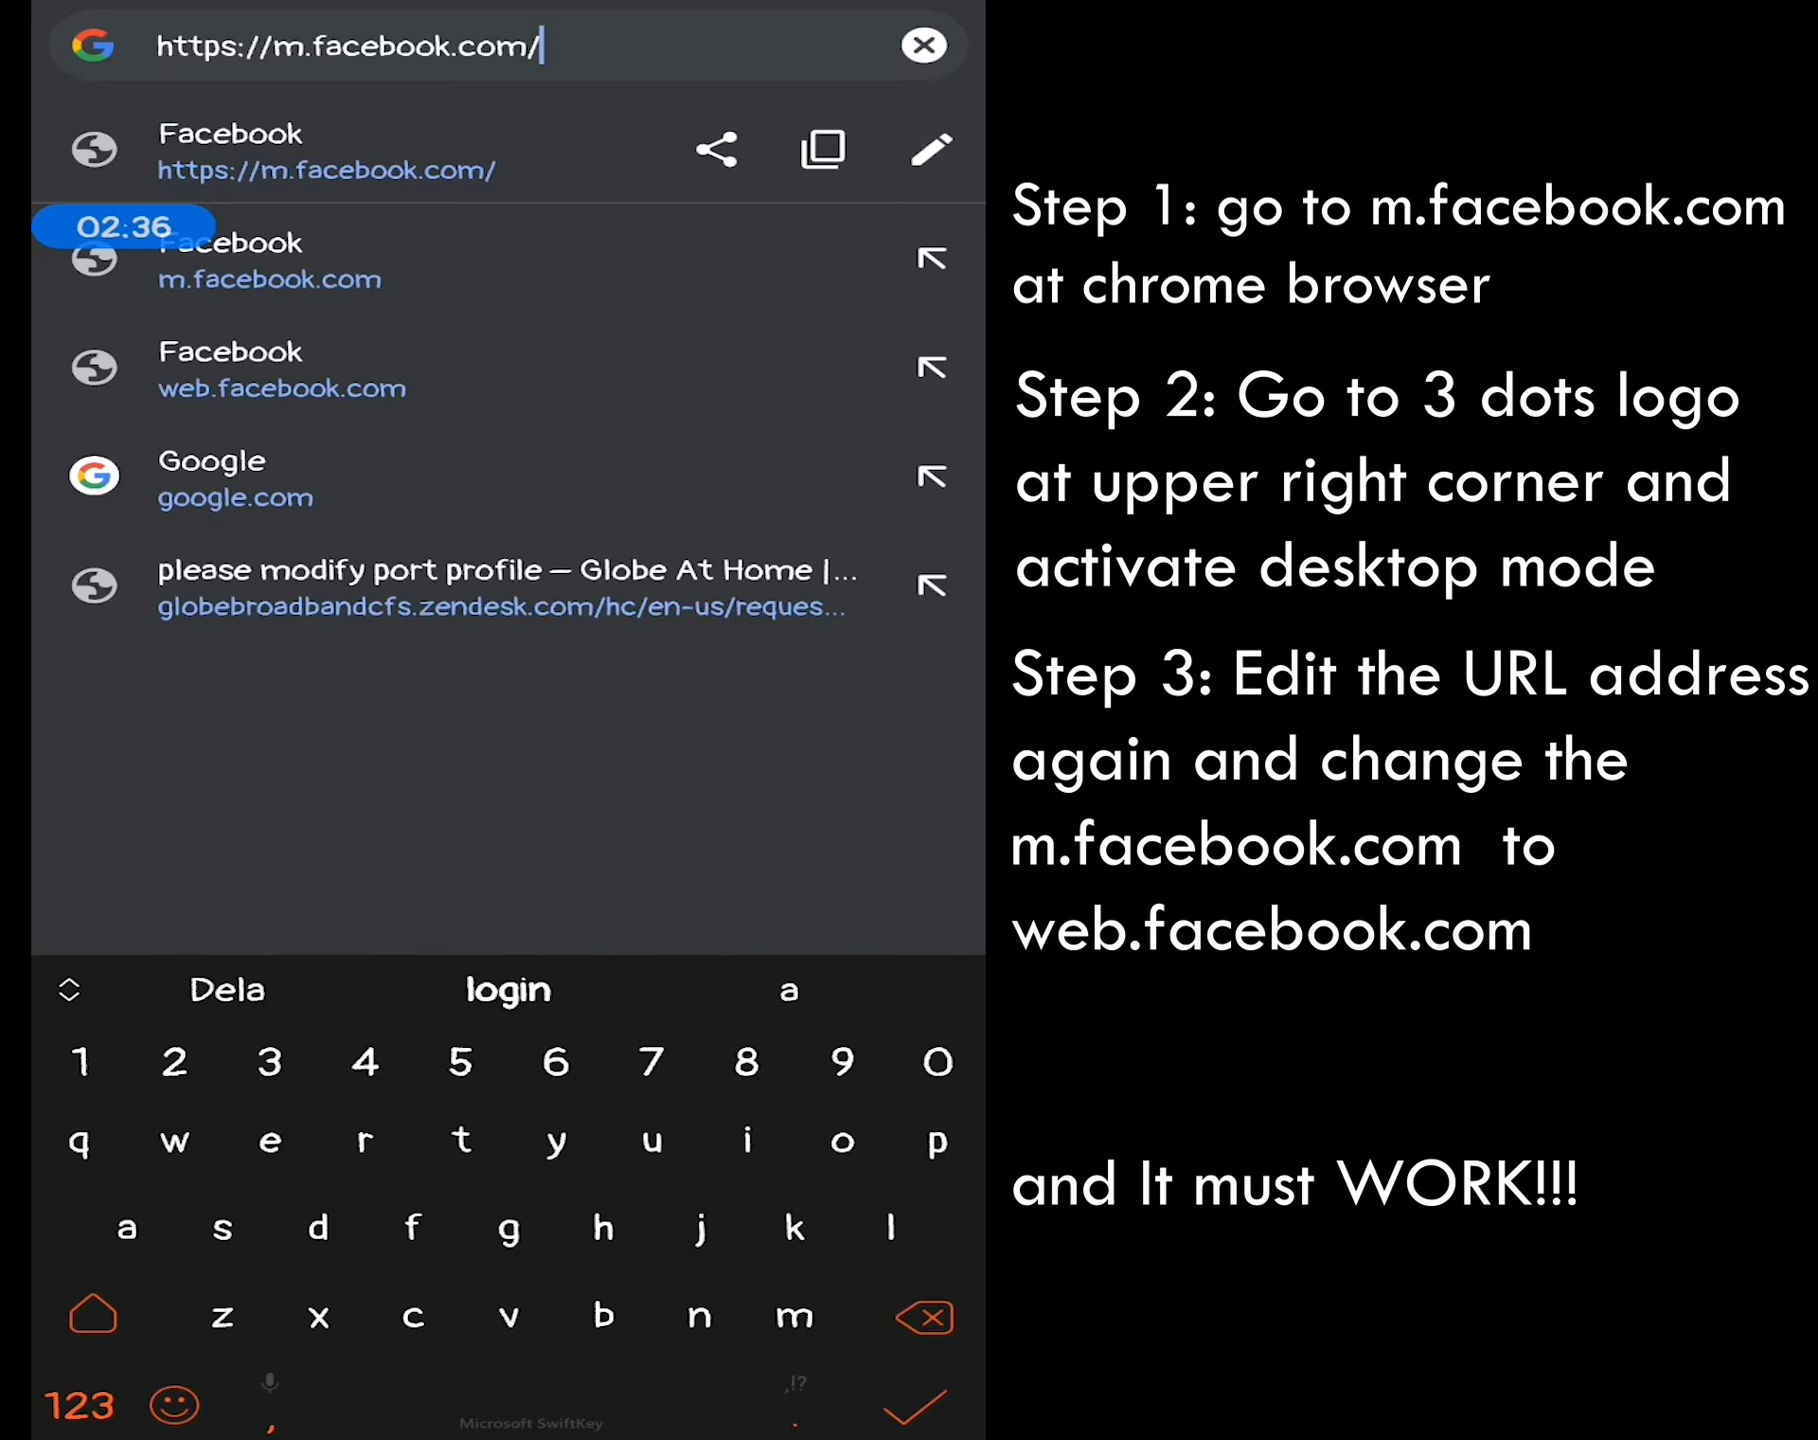 https://m.facebook.com/
Facebook
https://m.facebook.com/
02:36
Facebook
m.facebook.com
Facebook
web.facebook.com
Google
google.com
please modify port profile – Globe At Home |...
globebroadbandcfs.zendesk.com/hc/en-us/reques...
Dela login a
1 2 3 4 5 6 7 8 9 0
q w e r t y u i o p
a s d f g h j k l
z x c v b n m
,!?
123 , .
Microsoft SwiftKey
Step 1: go to m.facebook.com
at chrome browser
Step 2: Go to 3 dots logo
at upper right corner and
activate desktop mode
Step 3: Edit the URL address
again and change the
m.facebook.com to
web.facebook.com
and It must WORK!!!